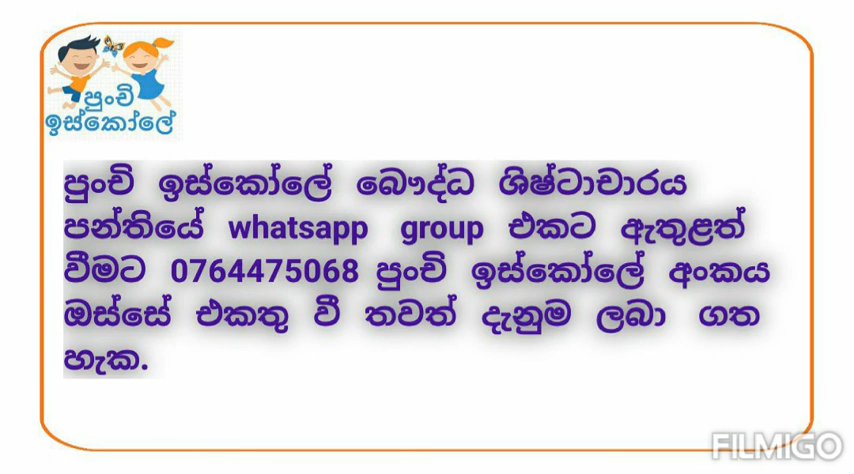 පුංචි
ඉස්කෝලේ
පුංචි ඉස්කෝලේ බෞද්ධ ශිෂ්ටාචාරය
පන්තියේ whatsapp group එකට ඇතුළත්
වීමට 0764475068 පුංචි ඉස්කෝලේ අංකය
ඔස්සේ එකතු වී තවත් දැනුම ලබා ගත
හැක.
FILMIGO